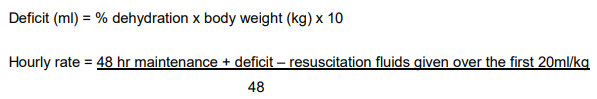 Deficit (ml) = % dehydration x body weight (kg) x 10
Hourly rate = 48 hr maintenance + deficit – resuscitation fluids given over the first 20ml/kg
48